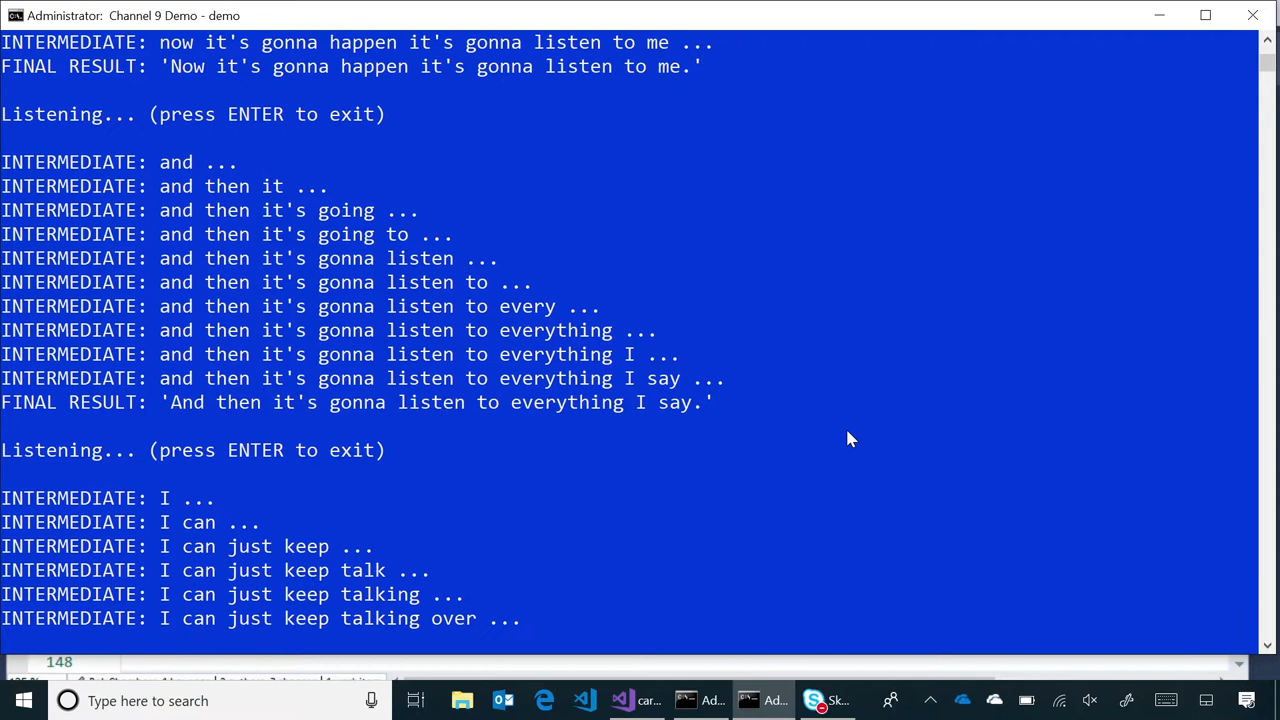 Administrator: Channel 9 Demo - demo
INTERMEDIATE: now it's gonna happen it's gonna listen to me ...
FINAL RESULT: 'Now it's gonna happen it's gonna listen to me.'
Listening... (press ENTER to exit)
INTERMEDIATE: and ...
INTERMEDIATE: and then it ...
INTERMEDIATE: and then it's going ...
INTERMEDIATE: and then it's going to ...
INTERMEDIATE: and then it's gonna listen ...
INTERMEDIATE: and then it's gonna listen to ...
INTERMEDIATE: and then it's gonna listen to every ...
INTERMEDIATE: and then it's gonna listen to everything ...
INTERMEDIATE: and then it's gonna listen to everything I ...
INTERMEDIATE: and then it's gonna listen to everything I say ...
FINAL RESULT: 'And then it's gonna listen to everything I say.'
Listening... (press ENTER to exit)
INTERMEDIATE: I ...
INTERMEDIATE: I can ...
INTERMEDIATE: I can just keep ...
INTERMEDIATE: I can just keep talk ...
INTERMEDIATE: I can just keep talking ...
INTERMEDIATE: I can just keep talking over ...
148
Type here to search
car...
Ad...
Ad...
Sk...